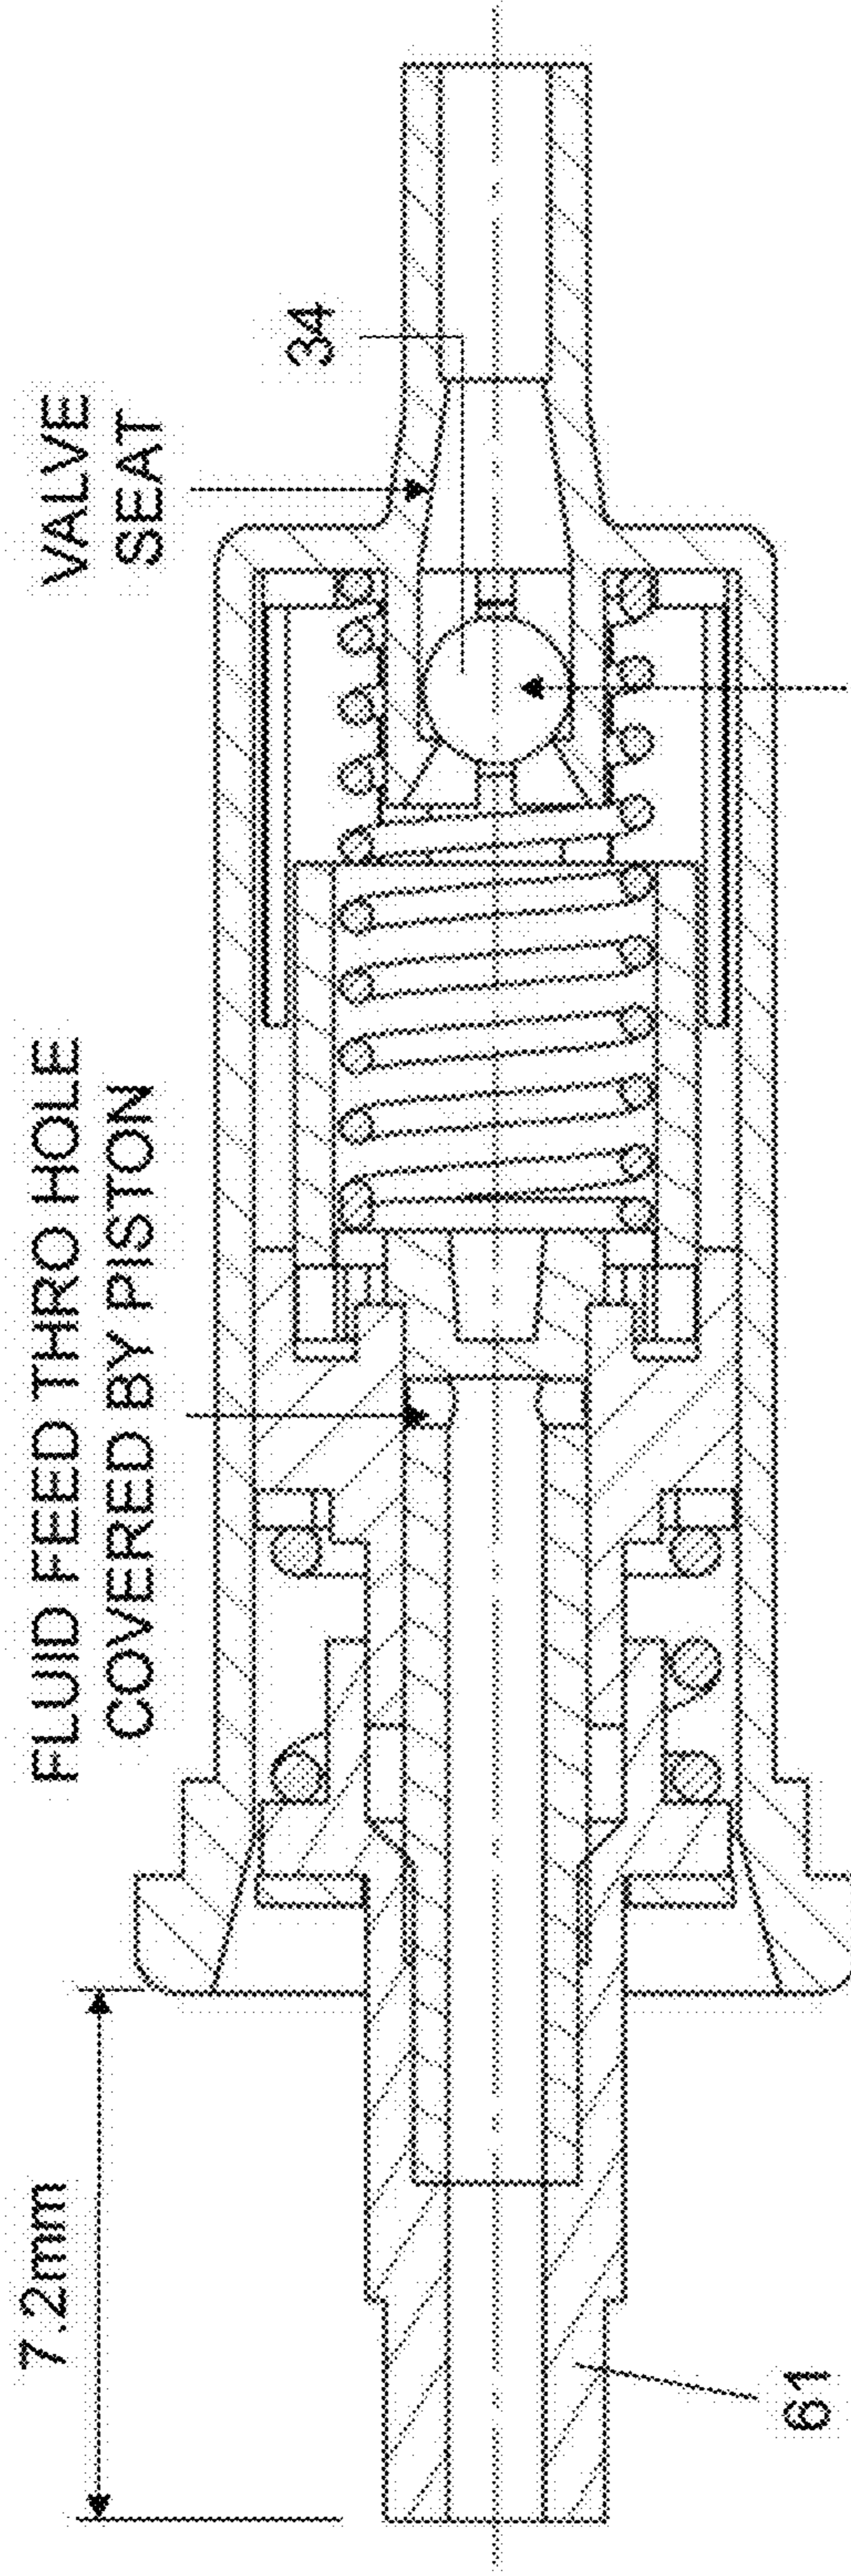 7.2mm
FLUID FEED THRO HOLE
COVERED BY PISTON
VALVE
SEAT
34
61